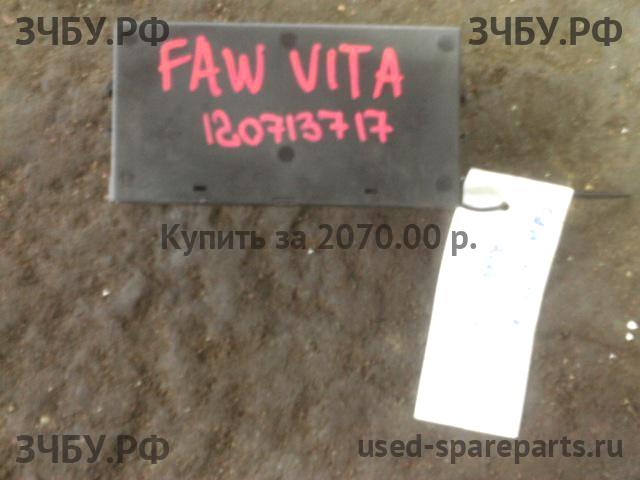 ЗЧБУ.РФ ЗЧБУ.РФ
FAW VITA
120713717
Купить за 2070.00 р.
ЗЧБУ.РФ used-spareparts.ru